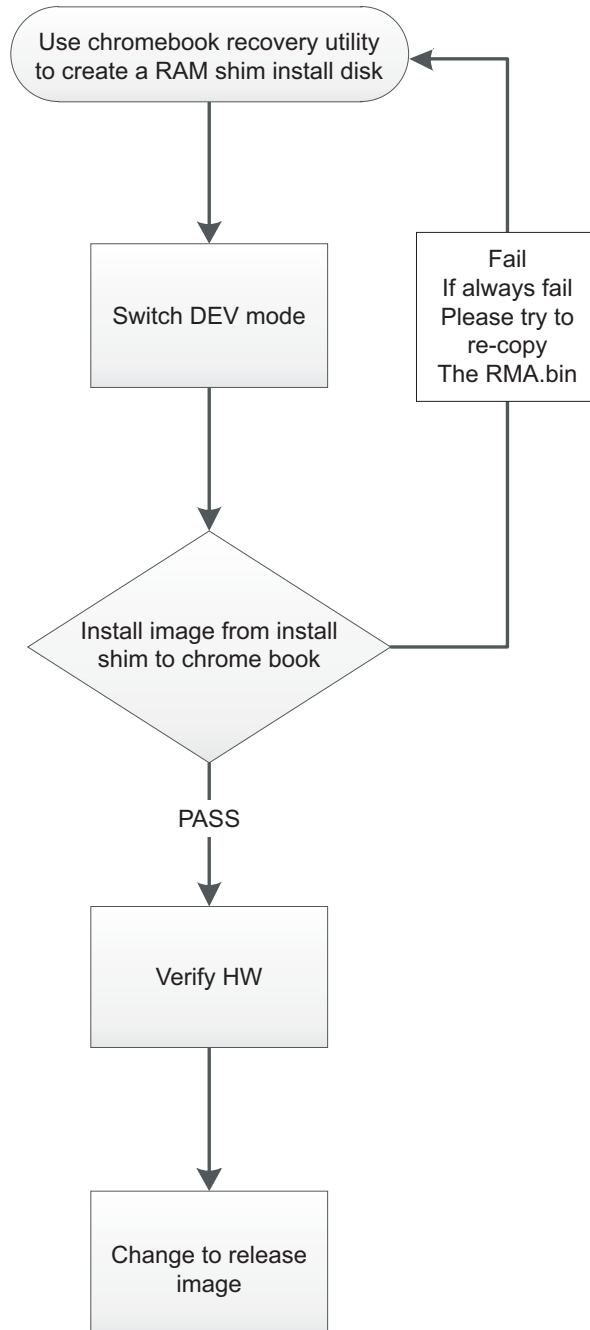 Use chromebook recovery utility
to create a RAM shim install disk
Switch DEV mode
Fail
If always fail
Please try to
re-copy
The RMA.bin
Install image from install
shim to chrome book
PASS
Verify HW
Change to release
image